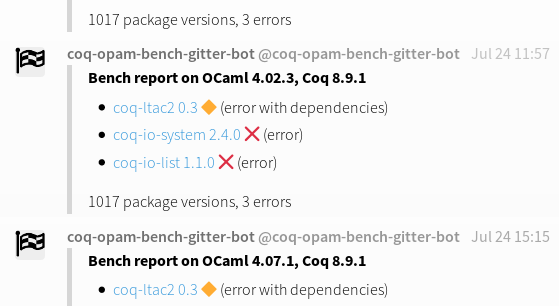 1017 package versions, 3 errors
coq-opam-bench-gitter-bot @coq-opam-bench-gitter-bot Jul 24 11:57
Bench report on OCaml 4.02.3, Coq 8.9.1
• coq-ltac2 0.3 🔶 (error with dependencies)
• coq-io-system 2.4.0 ❌ (error)
• coq-io-list 1.1.0 ❌ (error)
1017 package versions, 3 errors
coq-opam-bench-gitter-bot @coq-opam-bench-gitter-bot Jul 24 15:15
Bench report on OCaml 4.07.1, Coq 8.9.1
• coq-ltac2 0.3 🔶 (error with dependencies)